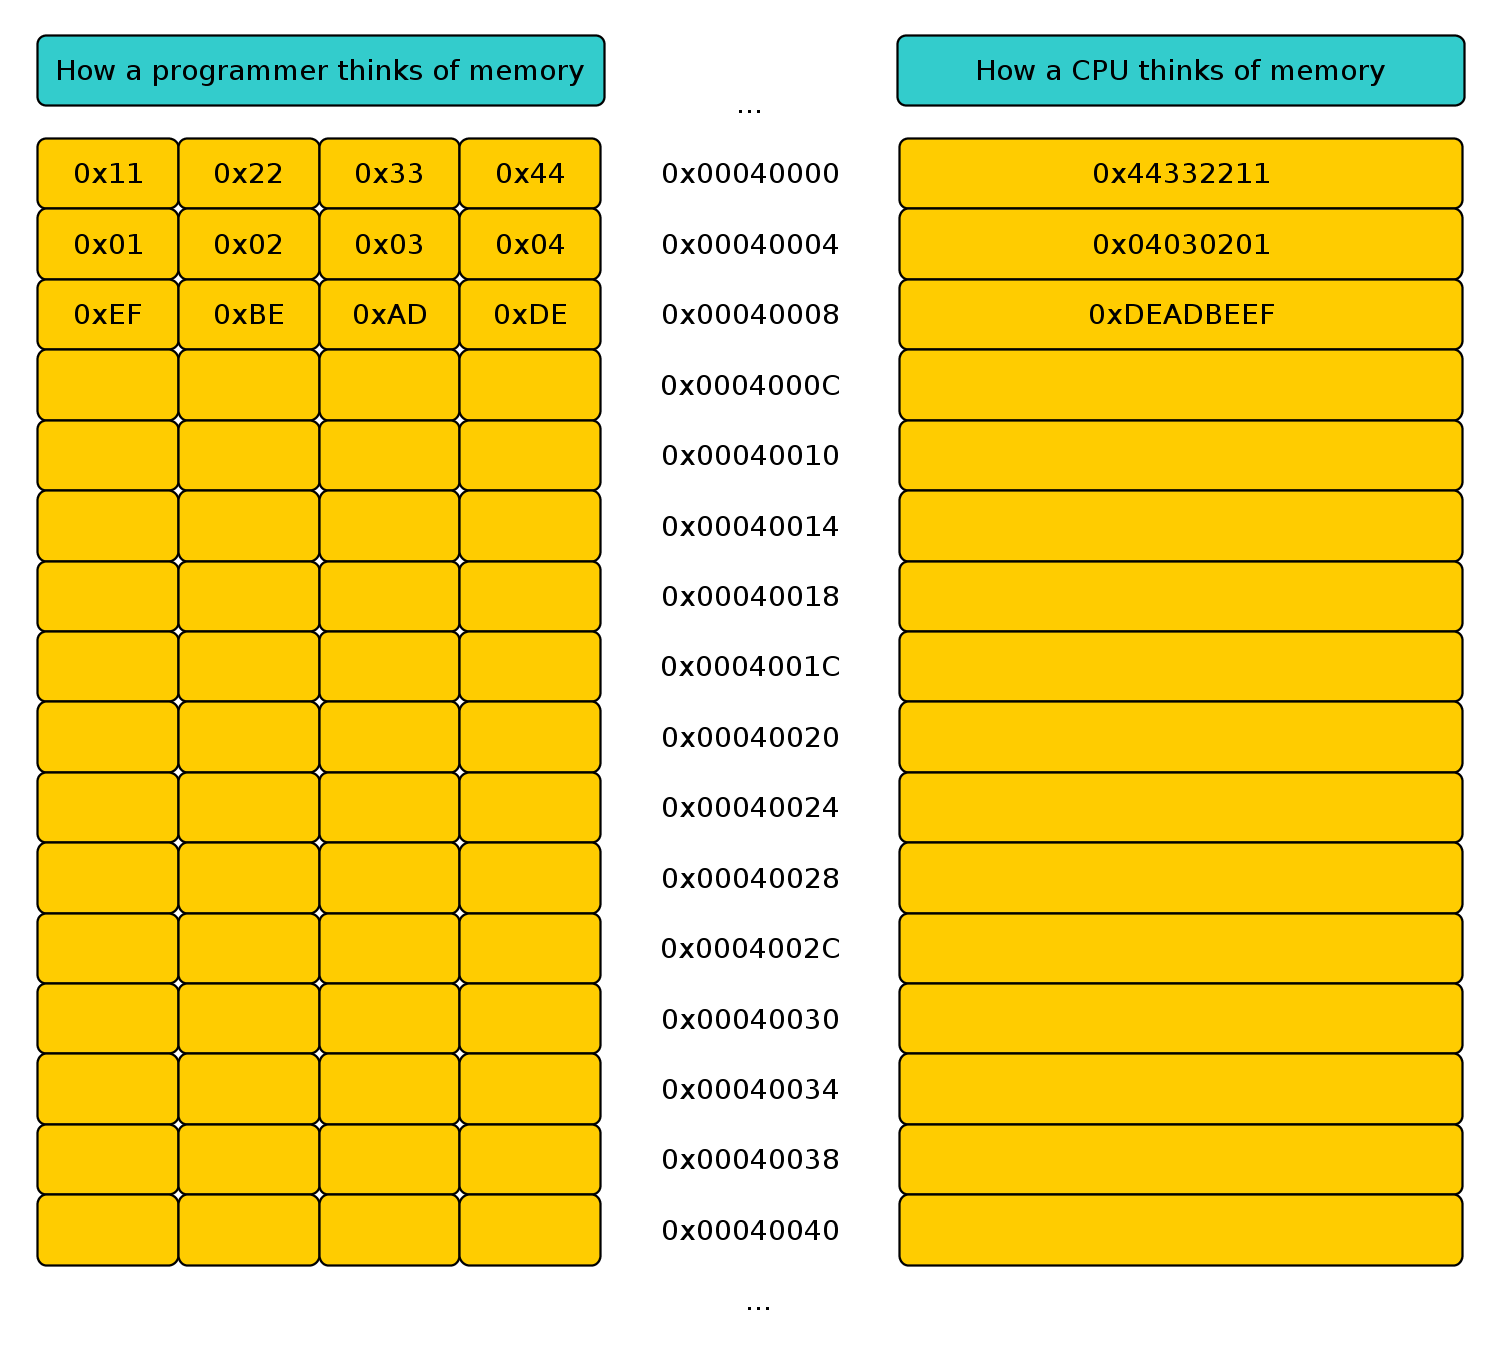 How a programmer thinks of memory
How a CPU thinks of memory
...
0x11 0x22 0x33 0x44 0x00040000 0x44332211
0x01 0x02 0x03 0x04 0x00040004 0x04030201
0xEF 0xBE 0xAD 0xDE 0x00040008 0xDEADBEEF
0x0004000C
0x00040010
0x00040014
0x00040018
0x0004001C
0x00040020
0x00040024
0x00040028
0x0004002C
0x00040030
0x00040034
0x00040038
0x00040040
...